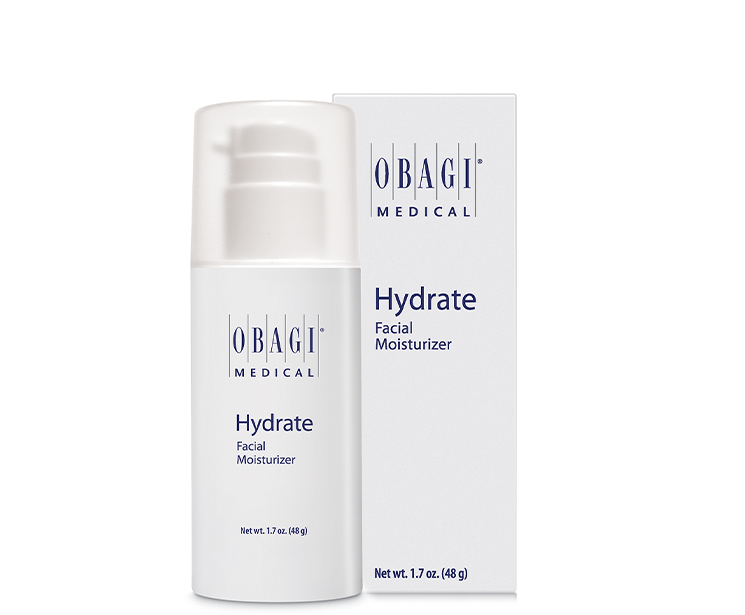 OBAGI®
MEDICAL
Hydrate
Facial
Moisturizer
Net wt. 1.7 oz. (48 g)
OBAGI®
MEDICAL
Hydrate
Facial
Moisturizer
Net wt. 1.7 oz. (48 g)